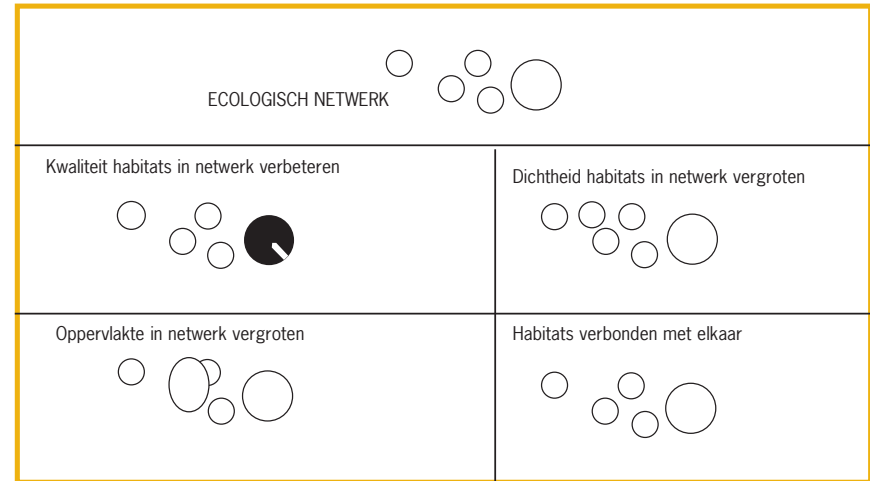 ECOLOGISCH NETWERK
Kwaliteit habitats in netwerk verbeteren
Dichtheid habitats in netwerk vergroten
Oppervlakte in netwerk vergroten
Habitats verbonden met elkaar